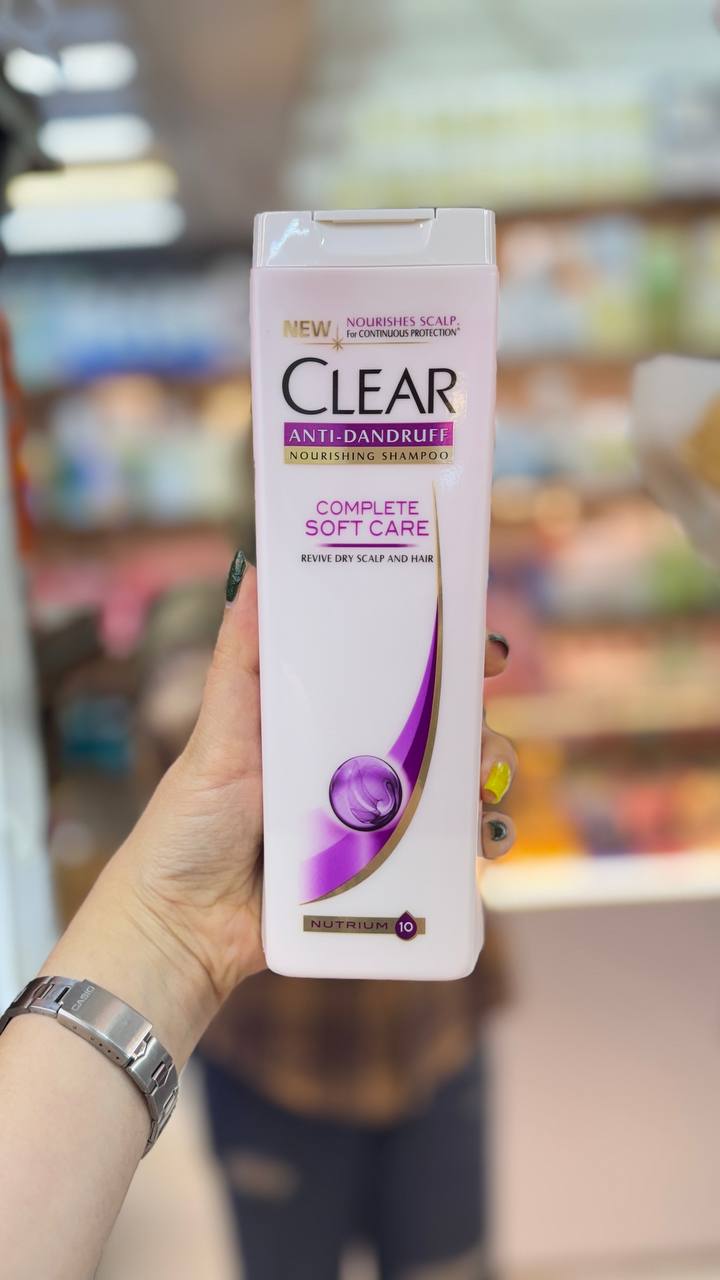 NEW
NOURISHES SCALP.
For CONTINUOUS PROTECTION*
CLEAR
ANTI-DANDRUFF
NOURISHING SHAMPOO
COMPLETE
SOFT CARE
REVIVE DRY SCALP AND HAIR
NUTRIUM 10
CASIO